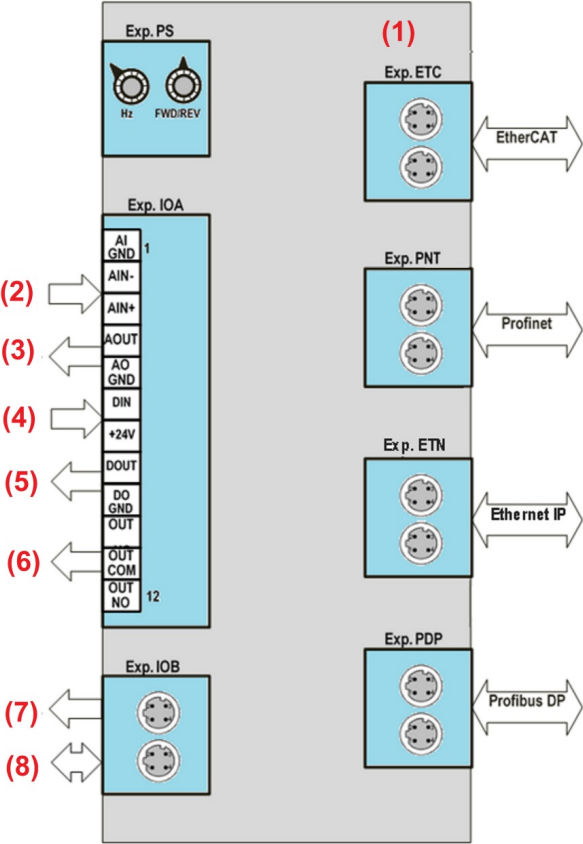 Exp. PS
Hz FWD/REV
Exp. IOA
AI
GND
1
AIN-
(2)
AIN+
AOUT
(3)
AO
GND
DIN
(4)
+24V
DOUT
(5)
DO
GND
OUT
OUT
COM
(6)
OUT
NO
12
Exp. IOB
(7)
(8)
(1)
Exp. ETC
EtherCAT
Exp. PNT
Profinet
Exp. ETN
Ethernet IP
Exp. PDP
Profibus DP